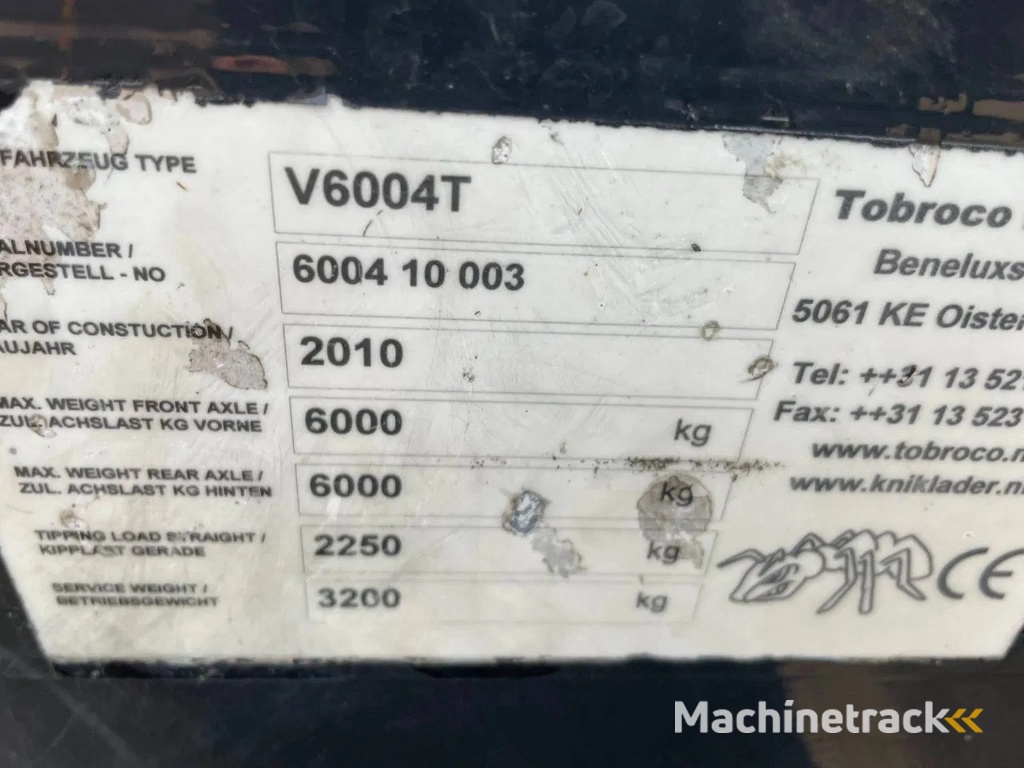 FAHRZEUG TYPE
V6004T
ALNUMBER /
RGESTELL - NO
6004 10 003
AR OF CONSTUCTION/
AUJAHR
2010
MAX. WEIGHT FRONT AXLE /
ZUL. ACHSLAST KG VORNE
6000 kg
MAX. WEIGHT REAR AXLE /
ZUL. ACHSLAST KG HINTEN
6000 kg
TIPPING LOAD STRAIGHT /
KIPPLAST GERADE
2250 kg
SERVICE WEIGHT /
BETRIEBSGEWICHT
3200 kg
Tobroco
Beneluxs
5061 KE Oister
Tel: ++31 13 52
Fax: ++31 13 523
www.tobroco.n
www.kniklader.n
CE
Machinetrack